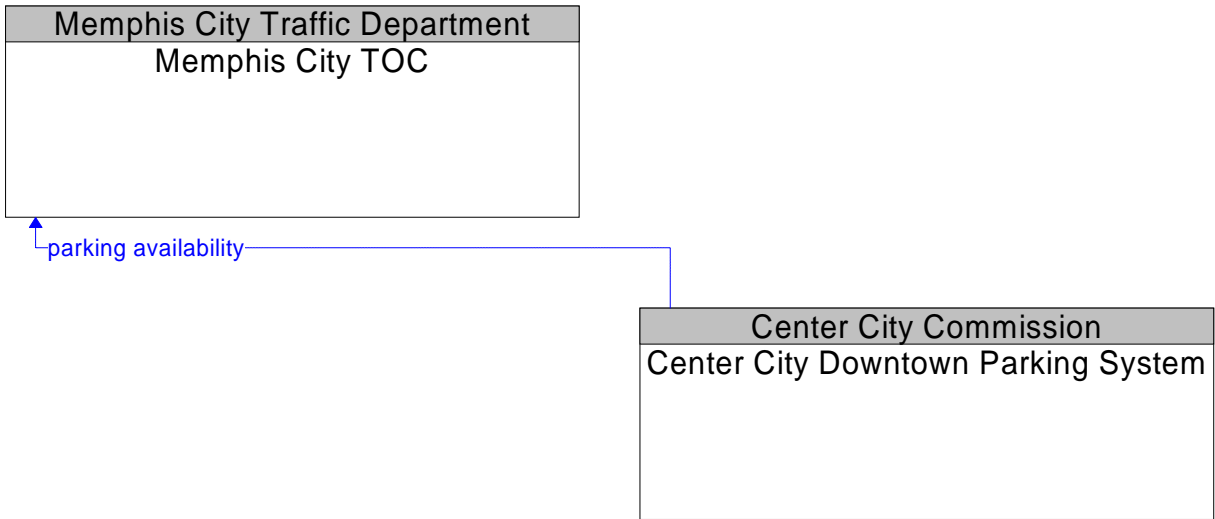 Memphis City Traffic Department
Memphis City TOC
parking availability
Center City Commission
Center City Downtown Parking System